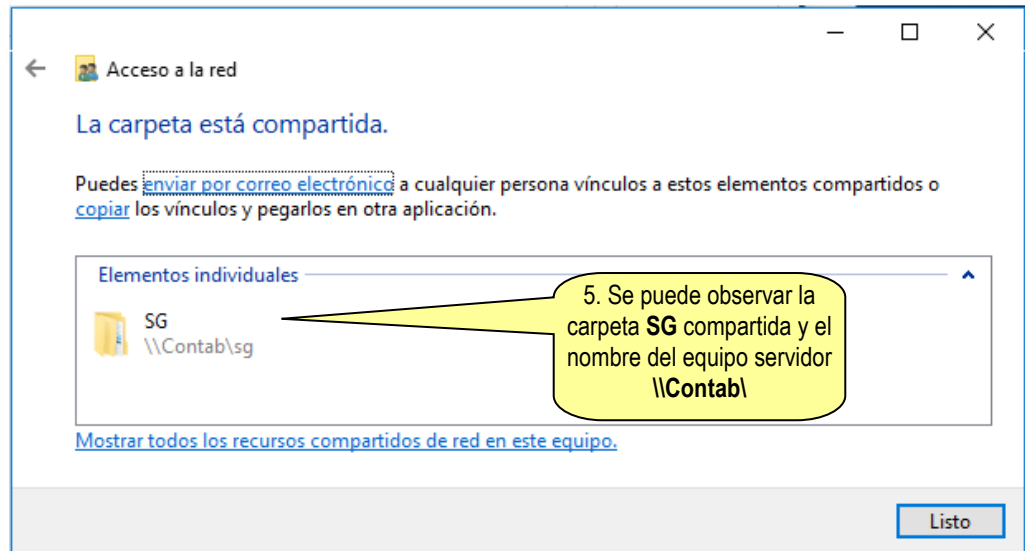 Acceso a la red
La carpeta está compartida.
Puedes enviar por correo electrónico a cualquier persona vínculos a estos elementos compartidos o
copiar los vínculos y pegarlos en otra aplicación.
Elementos individuales
SG
\\Contab\sg
5. Se puede observar la
carpeta SG compartida y el
nombre del equipo servidor
\\Contab\
Mostrar todos los recursos compartidos de red en este equipo.
Listo